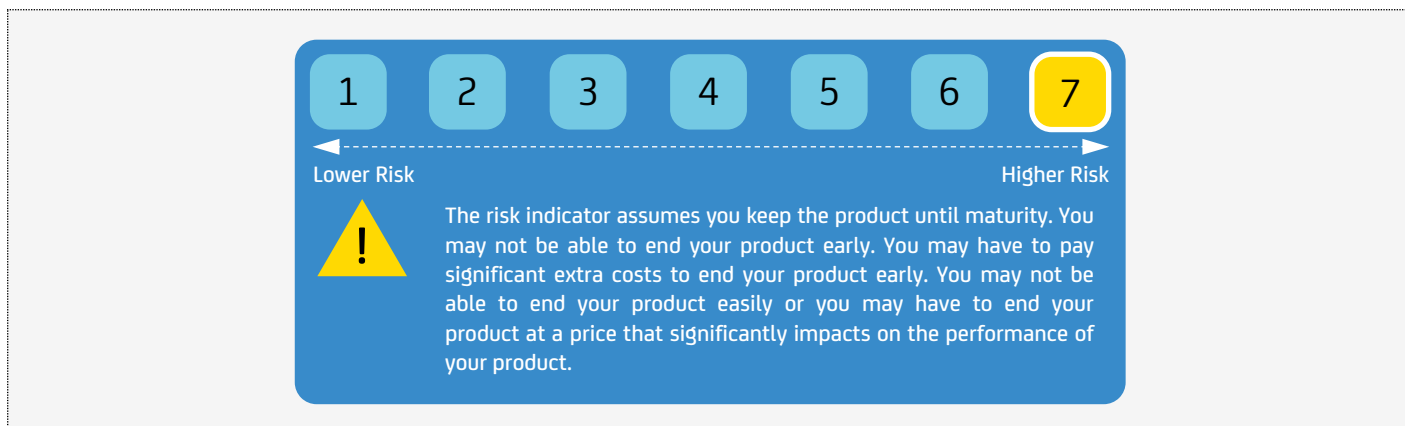 1 2 3 4 5 6 7
Lower Risk Higher Risk
!
The risk indicator assumes you keep the product until maturity. You
may not be able to end your product early. You may have to pay
significant extra costs to end your product early. You may not be
able to end your product easily or you may have to end your
product at a price that significantly impacts on the performance of
your product.